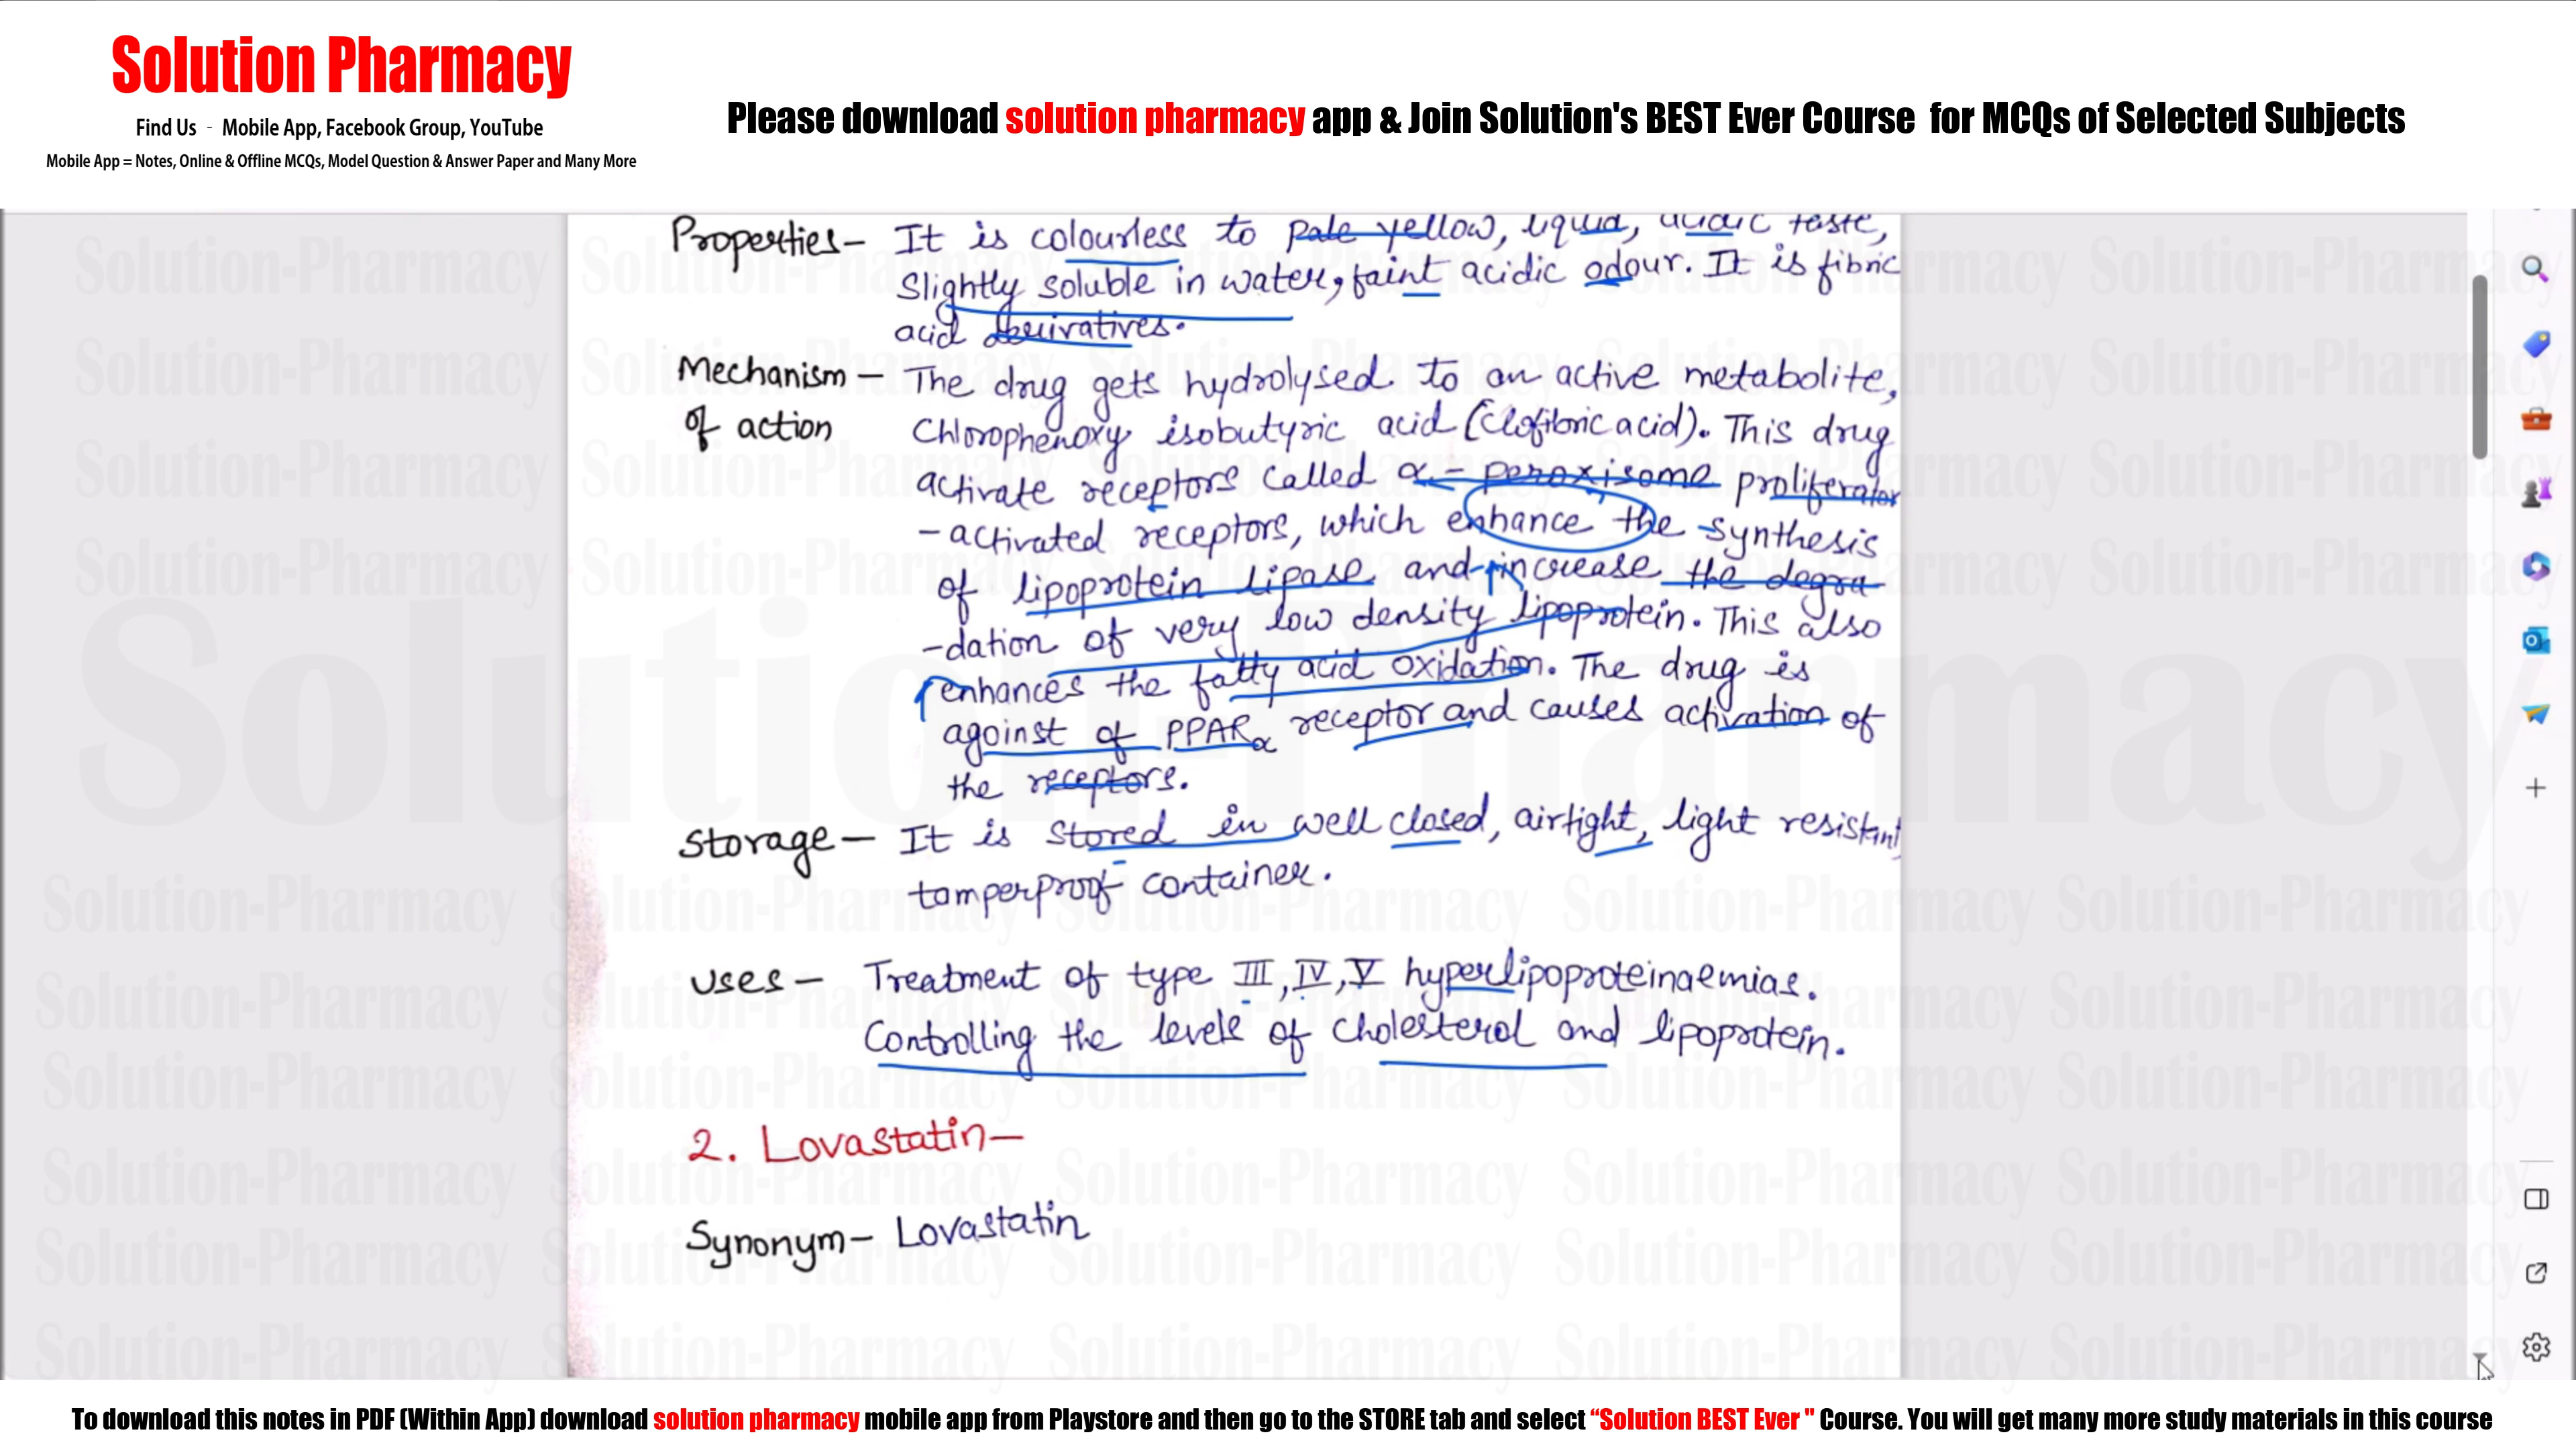 Solution Pharmacy
Find Us - Mobile App, Facebook Group, YouTube
Mobile App = Notes, Online & Offline MCQs, Model Question & Answer Paper and Many More
Please download solution pharmacy app & Join Solution's BEST Ever Course for MCQs of Selected Subjects
Properties- It is colourless to pale yellow, liquid, acidic taste,
Slightly soluble in water, faint acidic odour. It is fibric
acid derivatives.
Mechanism - The drug gets hydrolysed to an active metabolite,
of action Chlorophenoxy isobutyric acid (Clofibric acid). This drug
activate receptors called α - peroxisome proliferator
-activated receptors, which enhance the synthesis
of lipoprotein lipase and increase the degra
-dation of very low density lipoprotein. This also
enhances the fatty acid oxidation. The drug is
against of PPARα receptor and causes activation of
the receptors.
Storage- It is stored in well closed, airtight, light resistant,
tamperproof container.
Uses- Treatment of type III, IV, V hyperlipoproteinaemias.
Controlling the levels of cholesterol and lipoprotein.
2. Lovastatin-
Synonym- Lovastatin
To download this notes in PDF (Within App) download solution pharmacy mobile app from Playstore and then go to the STORE tab and select “Solution BEST Ever " Course. You will get many more study materials in this course
Solution-Pharmacy